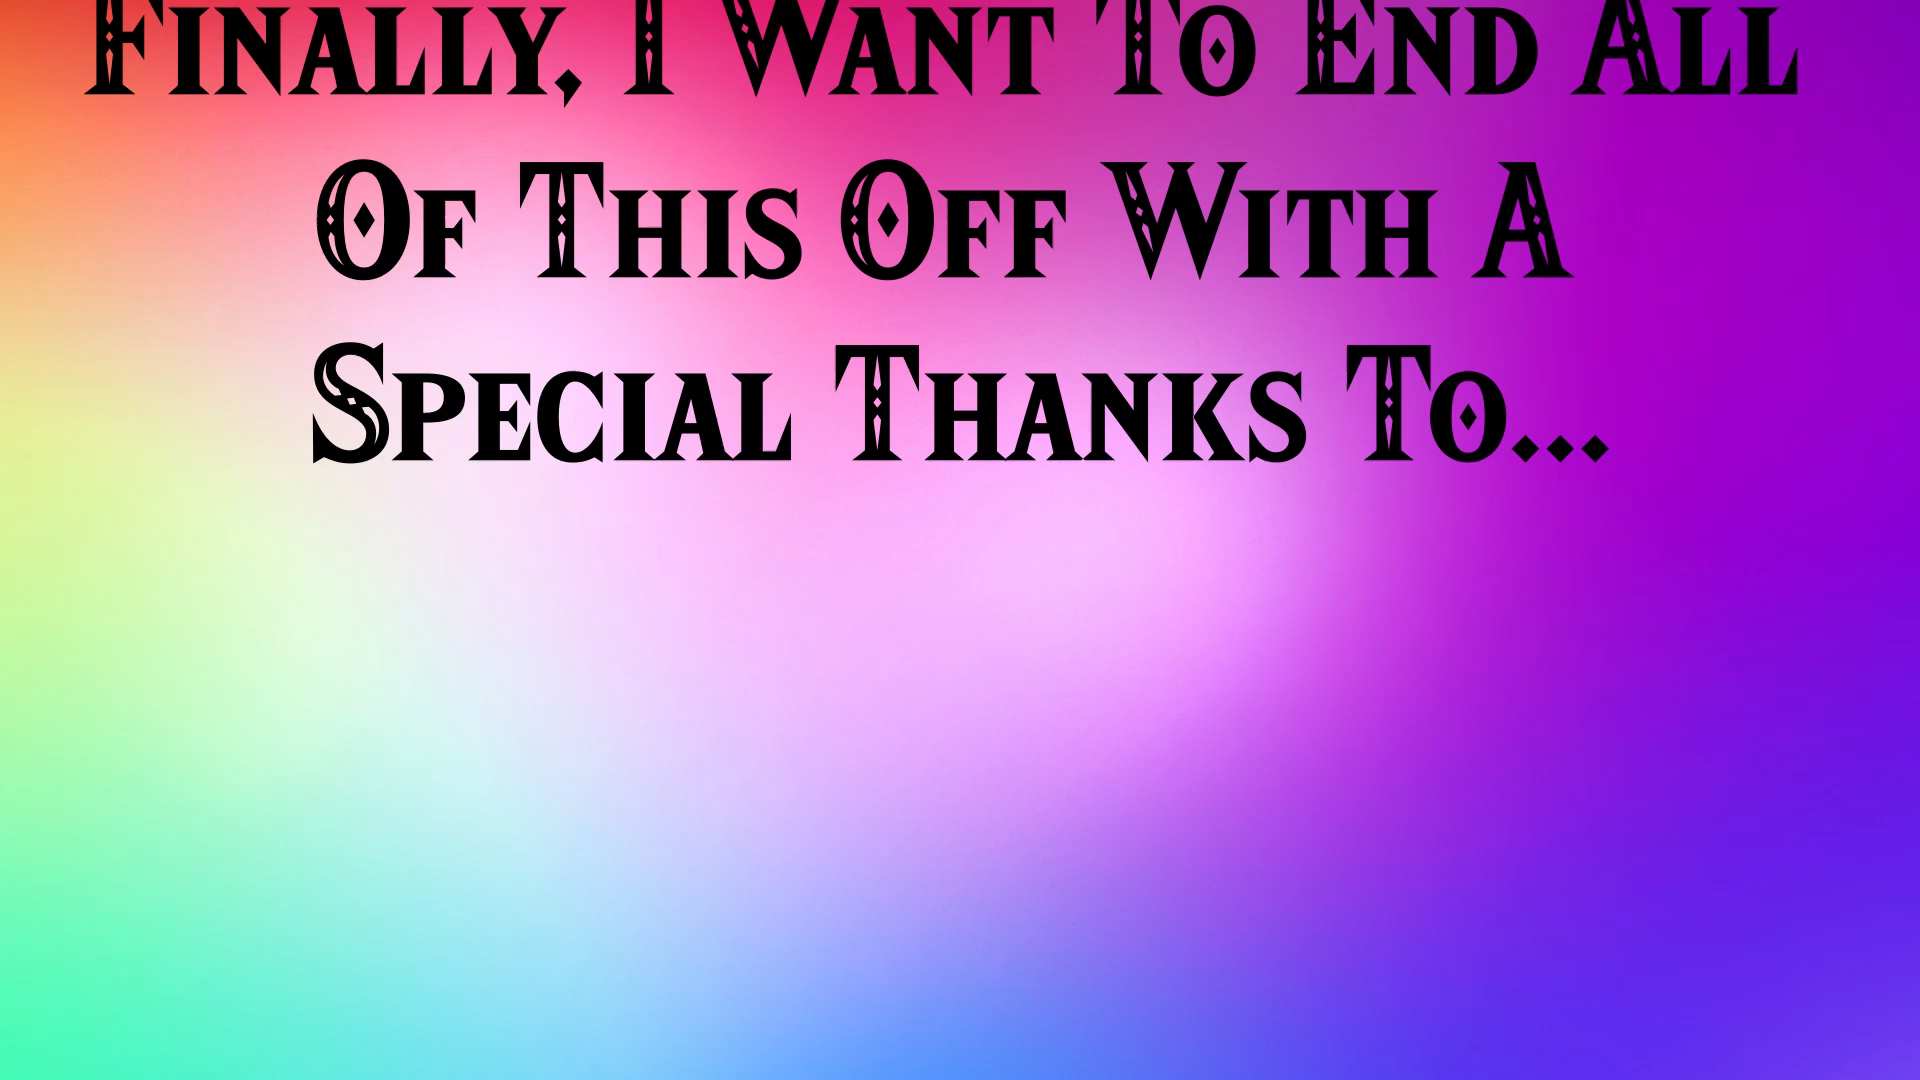 Finally, I Want To End All
Of This Off With A
Special Thanks To...